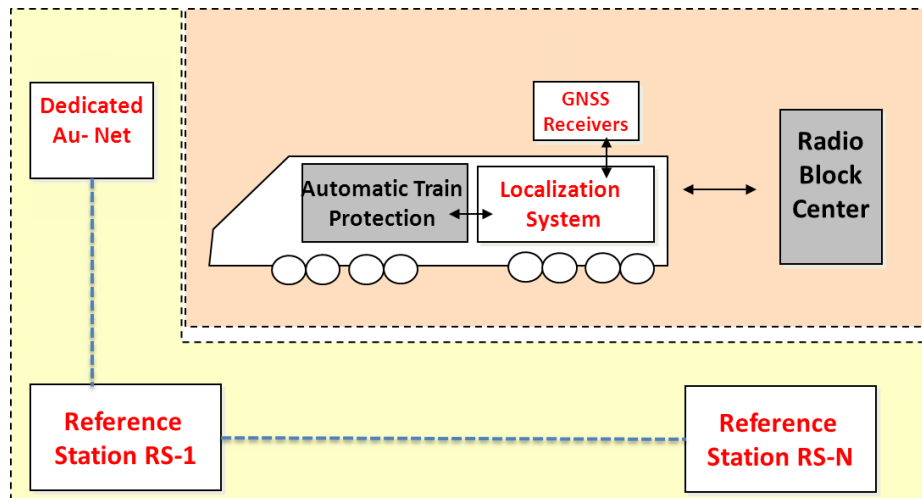 Dedicated
Au- Net
GNSS
Receivers
Radio
Block
Center
Automatic Train
Protection
Localization
System
Reference
Station RS-1
Reference
Station RS-N